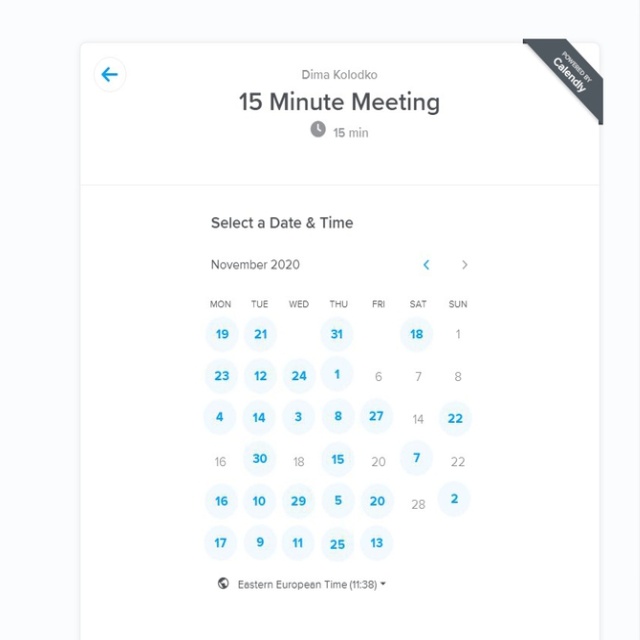 POWERED BY
Calendly
Dima Kolodko
15 Minute Meeting
15 min
Select a Date & Time
November 2020
MON TUE WED THU FRI SAT SUN
19 21 31 18 1
23 12 24 1 6 7 8
4 14 3 8 27 14 22
16 30 18 15 20 7 22
16 10 29 5 20 28 2
17 9 11 25 13
Eastern European Time (11:38)